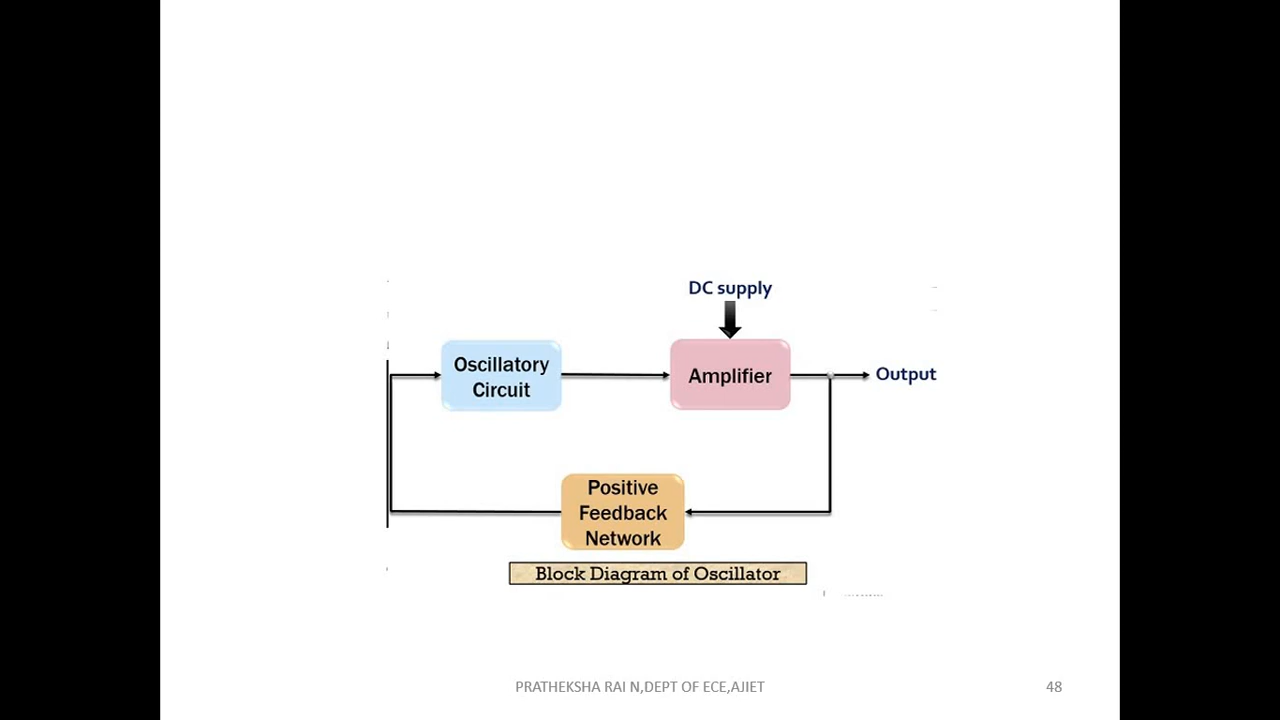 DC supply
Oscillatory
Circuit
Amplifier
Output
Positive
Feedback
Network
Block Diagram of Oscillator
PRATHEKSHA RAI N,DEPT OF ECE,AJIET
48